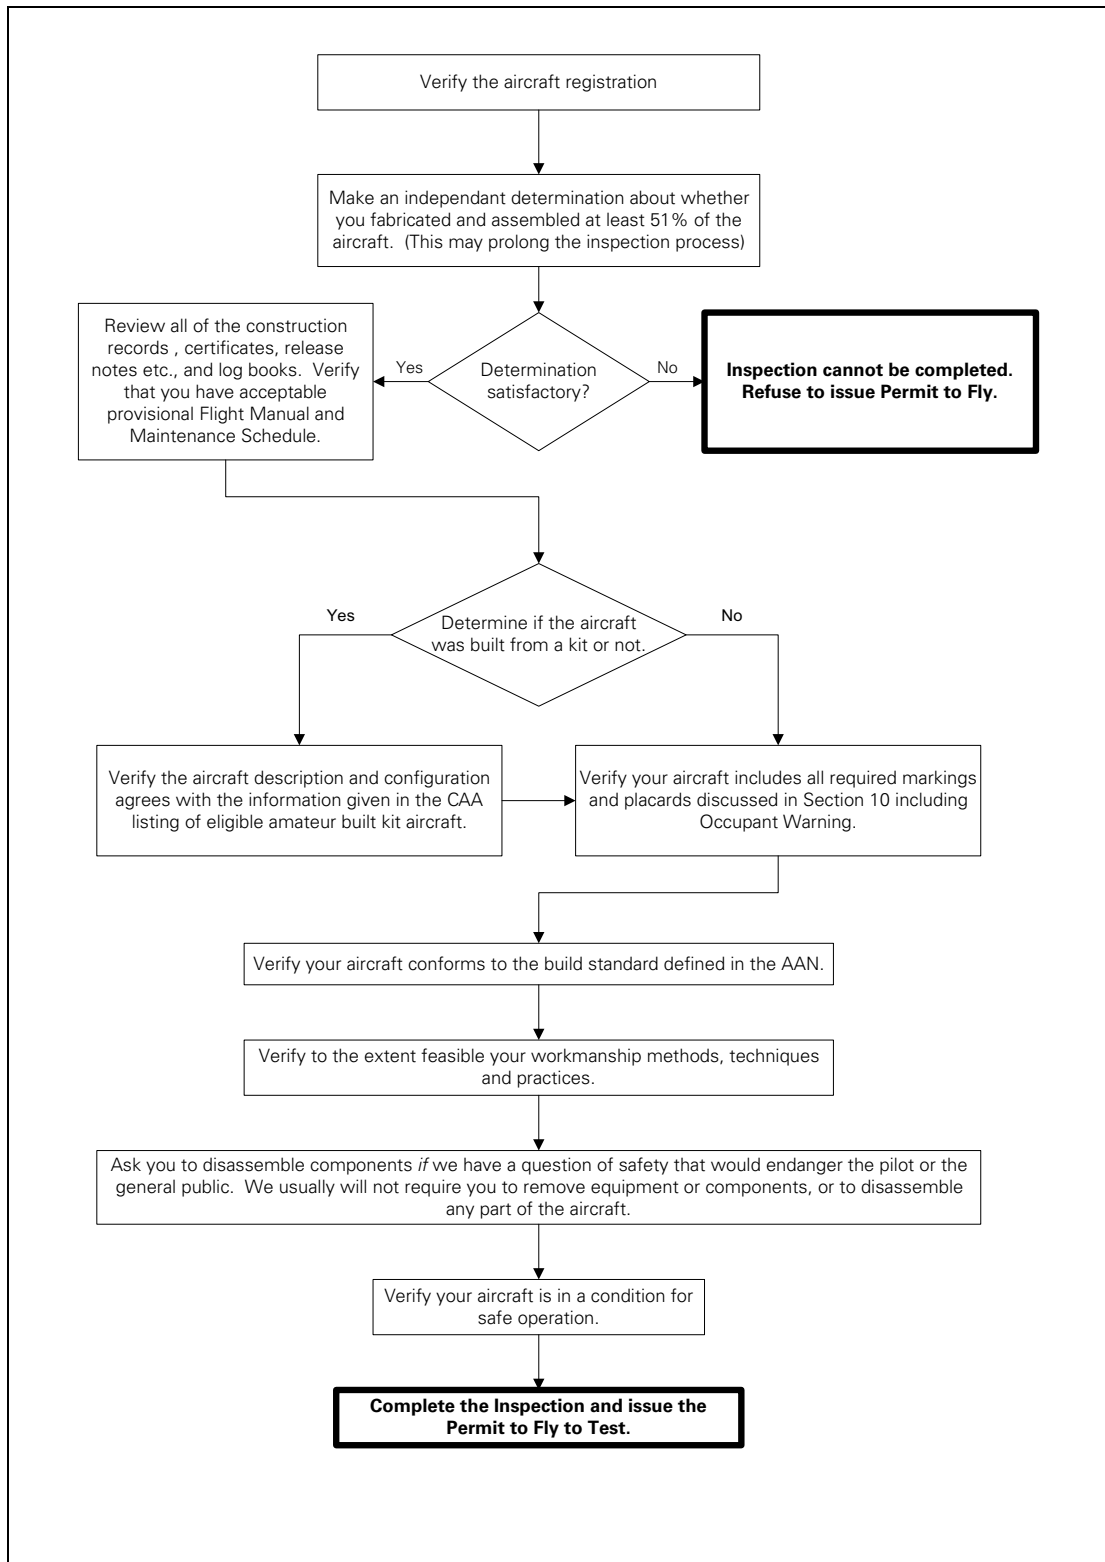 Verify the aircraft registration
Make an independant determination about whether
you fabricated and assembled at least 51% of the
aircraft. (This may prolong the inspection process)
Determination
satisfactory?
Yes
No
Review all of the construction
records , certificates, release
notes etc., and log books. Verify
that you have acceptable
provisional Flight Manual and
Maintenance Schedule.
Inspection cannot be completed.
Refuse to issue Permit to Fly.
Determine if the aircraft
was built from a kit or not.
Yes
No
Verify the aircraft description and configuration
agrees with the information given in the CAA
listing of eligible amateur built kit aircraft.
Verify your aircraft includes all required markings
and placards discussed in Section 10 including
Occupant Warning.
Verify your aircraft conforms to the build standard defined in the AAN.
Verify to the extent feasible your workmanship methods, techniques
and practices.
Ask you to disassemble components if we have a question of safety that would endanger the pilot or the
general public. We usually will not require you to remove equipment or components, or to disassemble
any part of the aircraft.
Verify your aircraft is in a condition for
safe operation.
Complete the Inspection and issue the
Permit to Fly to Test.